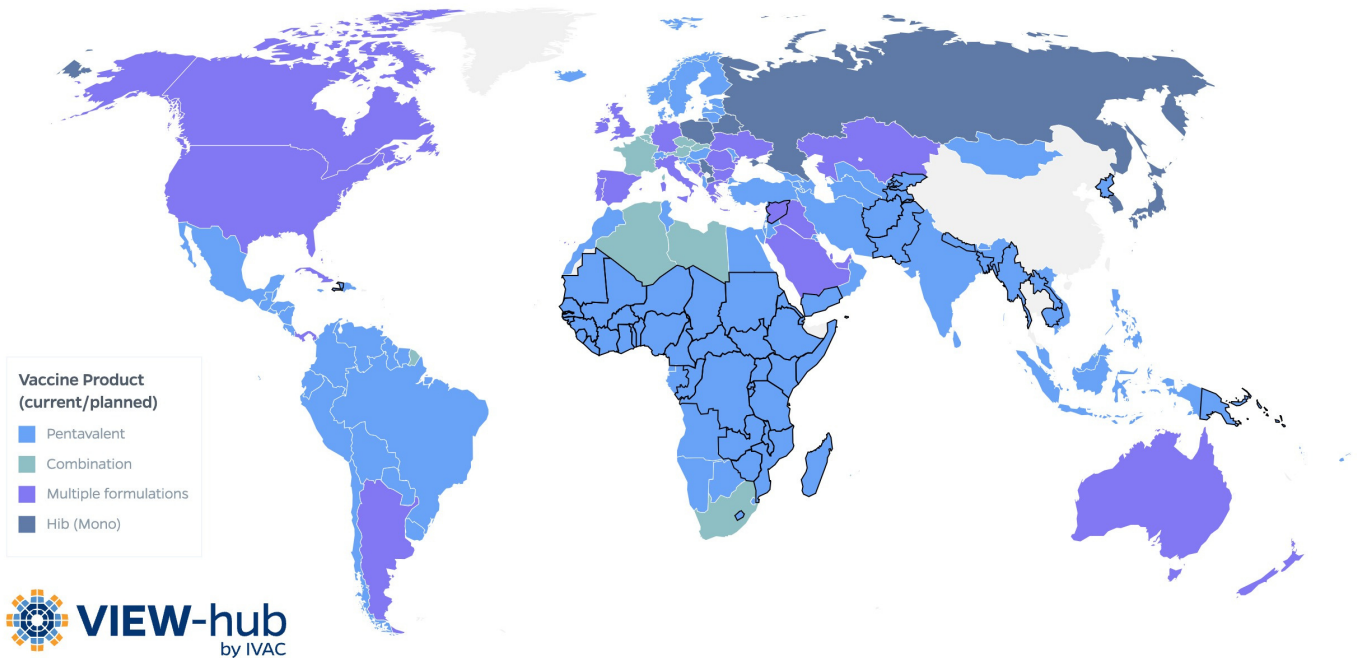 Vaccine Product
(current/planned)
Pentavalent
Combination
Multiple formulations
Hib (Mono)
VIEW-hub
by IVAC